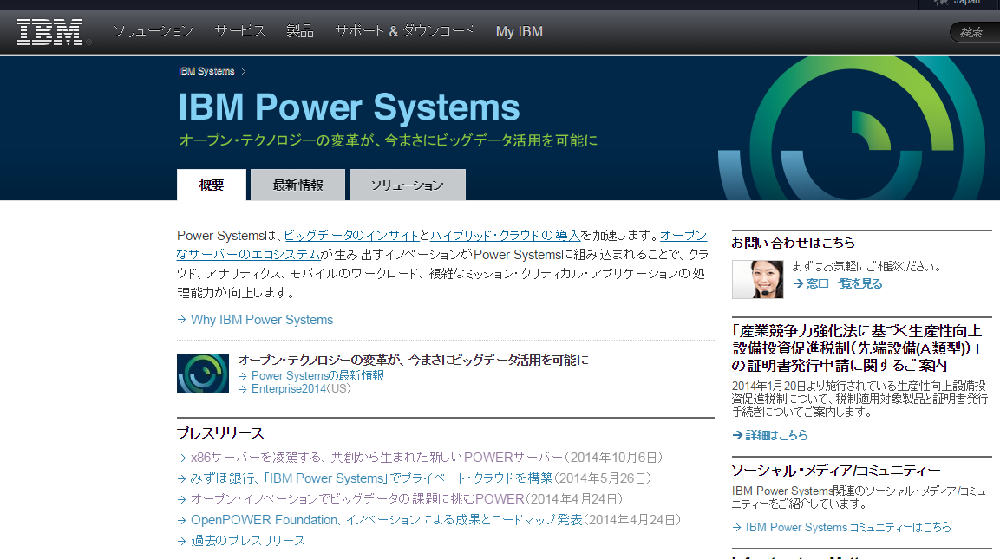 Japan
IBM
ソリューション サービス 製品 サポート & ダウンロード My IBM
検索
IBM Systems
IBM Power Systems
オープン・テクノロジーの変革が、今まさにビッグデータ活用を可能に
概要 最新情報 ソリューション
Power Systemsは、ビッグデータのインサイトとハイブリッド・クラウドの導入を加速します。オープン
なサーバーのエコシステムが生み出すイノベーションがPower Systemsに組み込まれることで、クラ
ウド、アナリティクス、モバイルのワークロード、複雑なミッション・クリティカル・アプリケーションの処
理能力が向上します。
→ Why IBM Power Systems
オープン・テクノロジーの変革が、今まさにビッグデータ活用を可能に
→ Power Systemsの最新情報
→ Enterprise2014(US)
プレスリリース
→ x86サーバーを凌駕する、共創から生まれた新しいPOWERサーバー(2014年10月6日)
→ みずほ銀行、「IBM Power Systems」でプライベート・クラウドを構築(2014年5月26日)
→ オープン・イノベーションでビッグデータの課題に挑むPOWER(2014年4月24日)
→ OpenPOWER Foundation、イノベーションによる成果とロードマップ発表(2014年4月24日)
→ 過去のプレスリリース
お問い合わせはこちら
まずはお気軽にご相談ください。
→ 窓口一覧を見る
「産業競争力強化法に基づく生産性向上
設備投資促進税制(先端設備(A類型))」
の証明書発行申請に関するご案内
2014年1月20日より施行されている生産性向上設備投
資促進税制について、税制適用対象製品と証明書発行
手続きについてご案内します。
→ 詳細はこちら
ソーシャル・メディア/コミュニティー
IBM Power Systems関連のソーシャル・メディア/コミュ
ニティーをご紹介しています。
→ IBM Power Systems コミュニティーはこちら